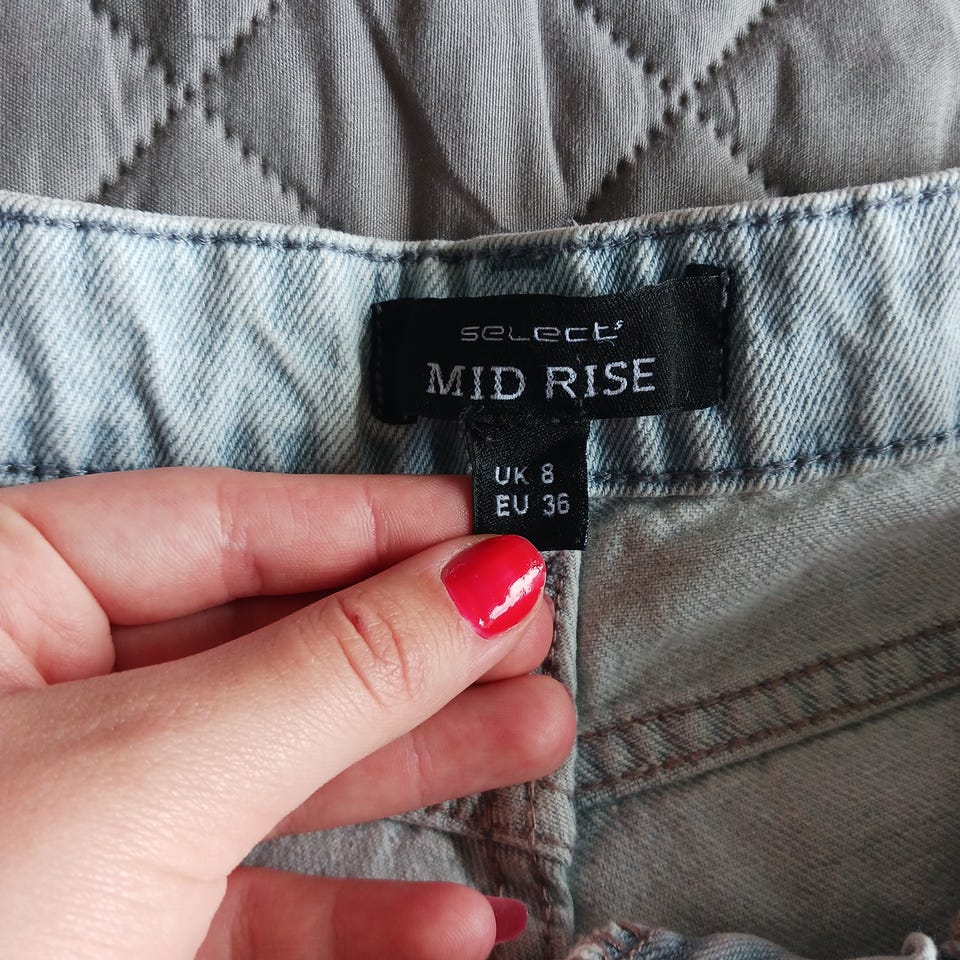 select
MID RISE
UK 8
EU 36